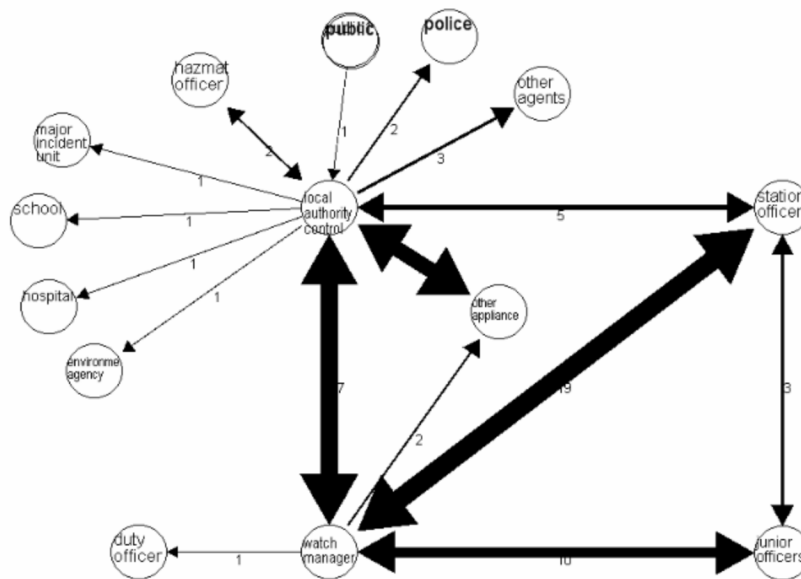 public
police
hazmat
officer
other
agents
1
2
3
2
major
incident
unit
1
school
1
local
authority
control
station
officer
5
1
hospital
1
other
appliance
environme
agency
7
19
3
2
duty
officer
1
watch
manager
10
junior
officers